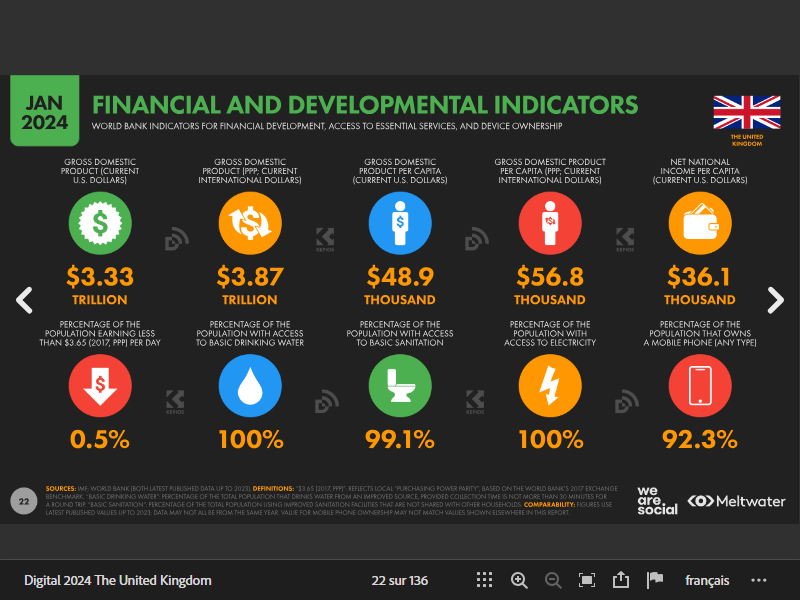 JAN
2024
FINANCIAL AND DEVELOPMENTAL INDICATORS
WORLD BANK INDICATORS FOR FINANCIAL DEVELOPMENT, ACCESS TO ESSENTIAL SERVICES, AND DEVICE OWNERSHIP
THE UNITED
KINGDOM
GROSS DOMESTIC
PRODUCT (CURRENT
U.S. DOLLARS)
$3.33
TRILLION
GROSS DOMESTIC
PRODUCT (PPP; CURRENT
INTERNATIONAL DOLLARS)
$3.87
TRILLION
GROSS DOMESTIC
PRODUCT PER CAPITA
(CURRENT U.S. DOLLARS)
$48.9
THOUSAND
GROSS DOMESTIC PRODUCT
PER CAPITA (PPP; CURRENT
INTERNATIONAL DOLLARS)
$56.8
THOUSAND
NET NATIONAL
INCOME PER CAPITA
(CURRENT U.S. DOLLARS)
$36.1
THOUSAND
KEPIOS
KEPIOS
PERCENTAGE OF THE
POPULATION EARNING LESS
THAN $3.65 (2017, PPP) PER DAY
0.5%
PERCENTAGE OF THE
POPULATION WITH ACCESS
TO BASIC DRINKING WATER
100%
PERCENTAGE OF THE
POPULATION WITH ACCESS
TO BASIC SANITATION
99.1%
PERCENTAGE OF THE
POPULATION WITH
ACCESS TO ELECTRICITY
100%
PERCENTAGE OF THE
POPULATION THAT OWNS
A MOBILE PHONE (ANY TYPE)
92.3%
KEPIOS
KEPIOS
22
SOURCES: IMF; WORLD BANK (BOTH LATEST PUBLISHED DATA UP TO 2023). DEFINITIONS: "$3.65 (2017, PPP)": REFLECTS LOCAL "PURCHASING POWER PARITY", BASED ON THE WORLD BANK'S 2017 EXCHANGE
BENCHMARK. "BASIC DRINKING WATER": PERCENTAGE OF THE TOTAL POPULATION THAT DRINKS WATER FROM AN IMPROVED SOURCE, PROVIDED COLLECTION TIME IS NOT MORE THAN 30 MINUTES FOR
A ROUND TRIP. "BASIC SANITATION": PERCENTAGE OF THE TOTAL POPULATION USING IMPROVED SANITATION FACILITIES THAT ARE NOT SHARED WITH OTHER HOUSEHOLDS. COMPARABILITY: FIGURES USE
LATEST PUBLISHED VALUES UP TO 2023; DATA MAY NOT ALL BE FROM THE SAME YEAR. VALUE FOR MOBILE PHONE OWNERSHIP MAY NOT MATCH VALUES SHOWN ELSEWHERE IN THIS REPORT.
we
are.
social
Meltwater
Digital 2024 The United Kingdom
22 sur 136
français